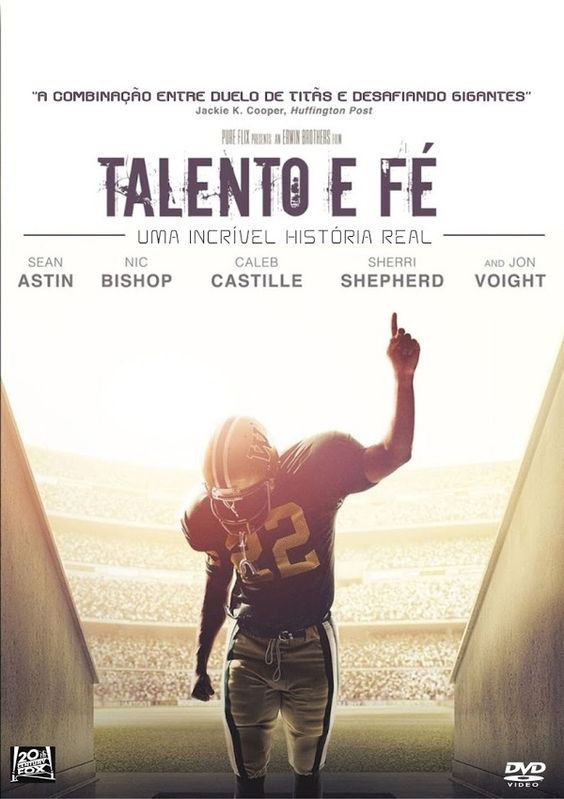 "A COMBINAÇÃO ENTRE DUELO DE TITÃS E DESAFIANDO GIGANTES"
Jackie K. Cooper, Huffington Post
PURE FLIX PRESENTS AN ERWIN BROTHERS FILM
TALENTO E FÉ
UMA INCRÍVEL HISTÓRIA REAL
SEAN ASTIN
NIC BISHOP
CALEB CASTILLE
SHERRI SHEPHERD
AND JON VOIGHT
W
22
20th
CENTURY
FOX
DVD
VIDEO